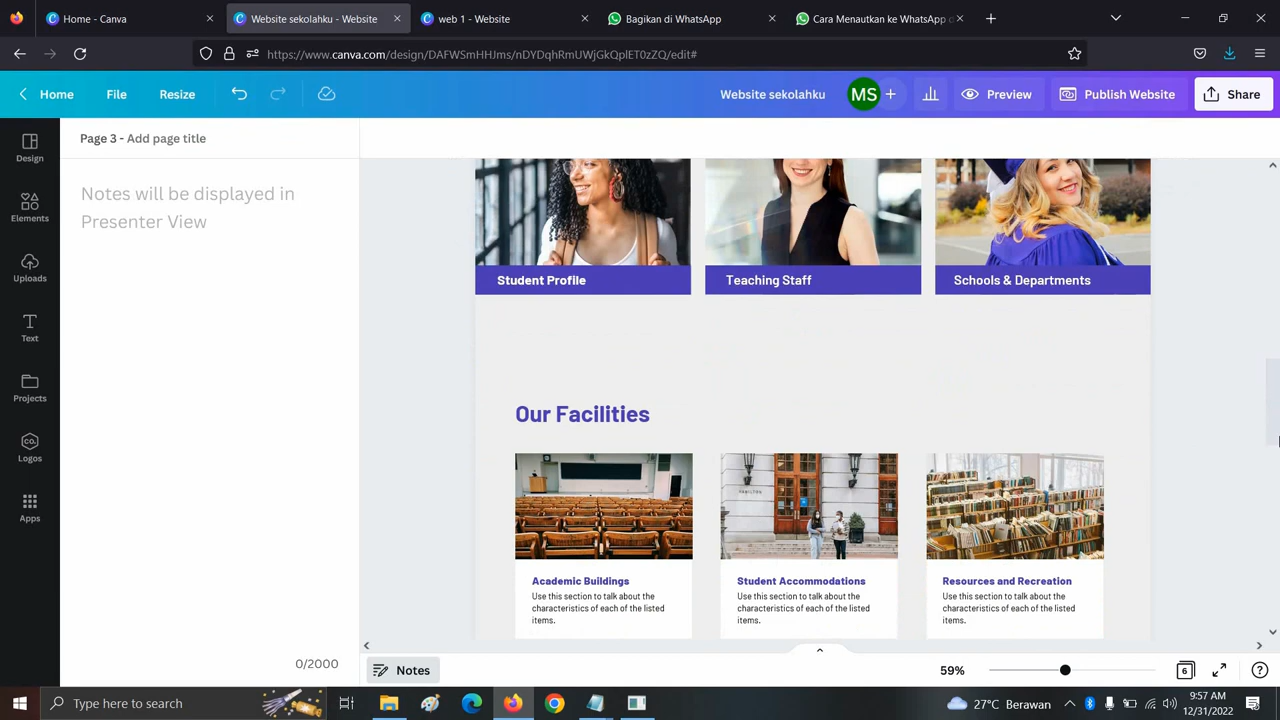 Home - Canva
Website sekolahku - Website
web 1 - Website
Bagikan di WhatsApp
Cara Menautkan ke WhatsApp d
https://www.canva.com/design/DAFWSmHHJms/nDYDqhRmUWjGkQplET0zZQ/edit#
Home
File
Resize
Website sekolahku
MS
Preview
Publish Website
Share
Design
Elements
Uploads
Text
Projects
CO.
Logos
Apps
Page 3 - Add page title
Notes will be displayed in
Presenter View
0/2000
Student Profile
Teaching Staff
Schools & Departments
Our Facilities
HAMILTON
Academic Buildings
Use this section to talk about the
characteristics of each of the listed
items.
Student Accommodations
Use this section to talk about the
characteristics of each of the listed
items.
Resources and Recreation
Use this section to talk about the
characteristics of each of the listed
items.
Notes
59%
6
Type here to search
27°C Berawan
9:57 AM
12/31/2022